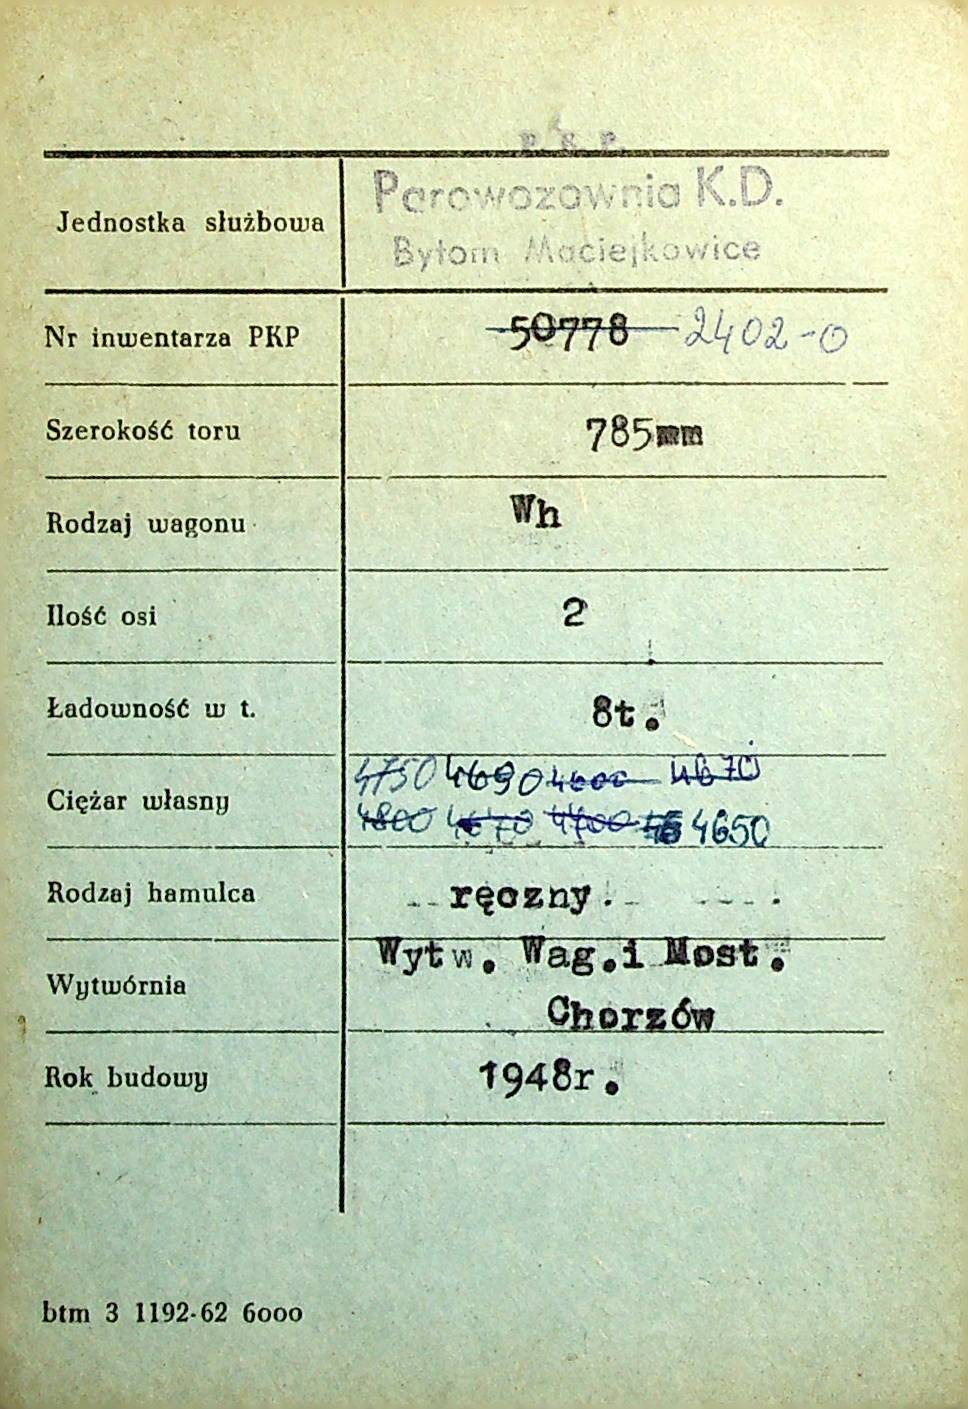 P. K. P.
Parowozownia K.D.
Jednostka służbowa
Bytom Maciejkowice
Nr inwentarza PKP 50778 2402-0
Szerokość toru 785mm
Rodzaj wagonu Wh
Ilość osi 2
Ładowność w t. 8t.
4750 4690 4600 4670
Ciężar własny
4800 4670 4700 4650
Rodzaj hamulca ręczny.
Wytw. Wag.i Most.
Wytwórnia
Chorzów
Rok budowy 1948r.
btm 3 1192-62 6000